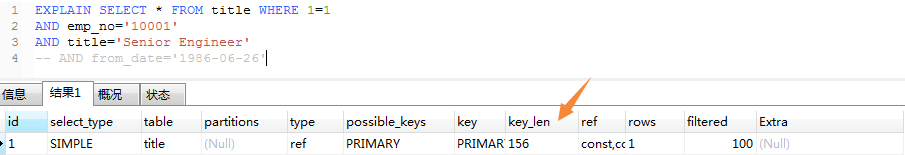 1 EXPLAIN SELECT * FROM title WHERE 1=1
2 AND emp_no='10001'
3 AND title='Senior Engineer'
4 -- AND from_date='1986-06-26'
信息 结果1 概况 状态
id select_type table partitions type possible_keys key key_len ref rows filtered Extra
1 SIMPLE title (Null) ref PRIMARY PRIMAR 156 const,cc 1 100 (Null)